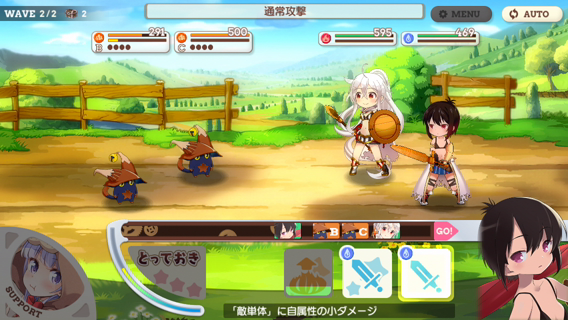 WAVE 2/2 2
通常攻撃
MENU
AUTO
291
B
500
C
595
469
B
C
GO!
とっておき
SUPPORT
「敵単体」に自属性の小ダメージ